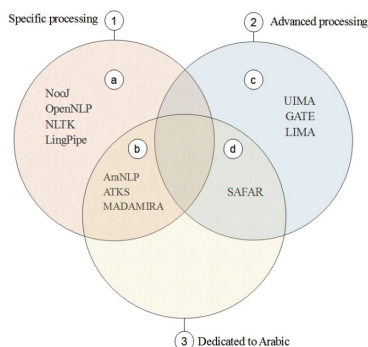 Specific processing
1
2
Advanced processing
a
NooJ
OpenNLP
NLTK
LingPipe
c
UIMA
GATE
LIMA
b
AraNLP
ATKS
MADAMIRA
d
SAFAR
3
Dedicated to Arabic